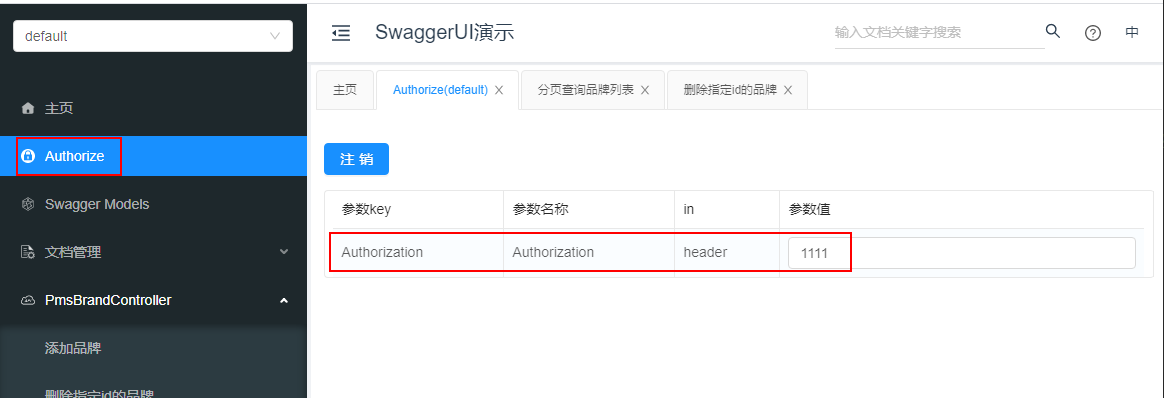 default
主页
Authorize
Swagger Models
文档管理
PmsBrandController
添加品牌
删除指定id的品牌
SwaggerUI演示
输入文档关键字搜索
中
主页 Authorize(default) 分页查询品牌列表 删除指定id的品牌
注 销
参数key 参数名称 in 参数值
Authorization Authorization header 1111